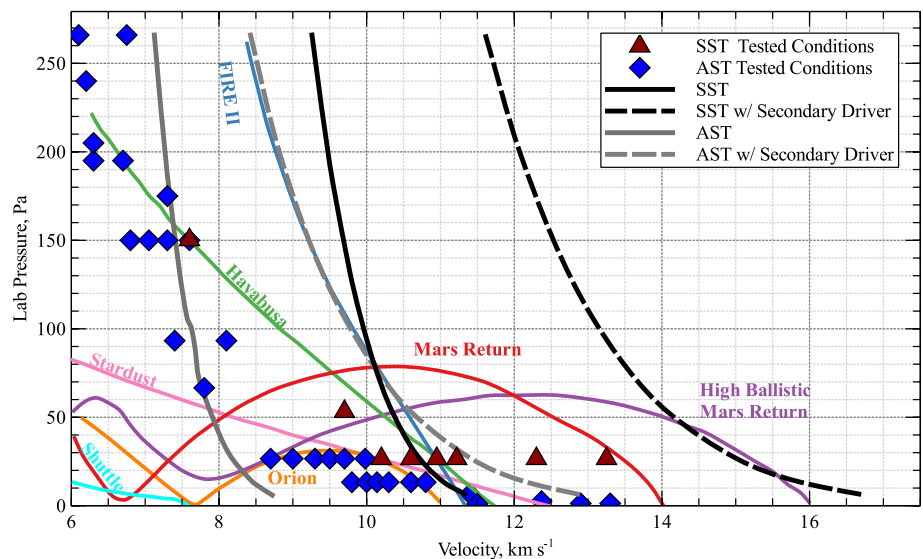 250
200
150
100
50
0
Lab Pressure, Pa
6
8
10
12
14
16
Velocity, km s⁻¹
SST Tested Conditions
AST Tested Conditions
SST
SST w/ Secondary Driver
AST
AST w/ Secondary Driver
FIRE II
Hayabusa
Stardust
Mars Return
High Ballistic
Mars Return
Shuttle
Orion